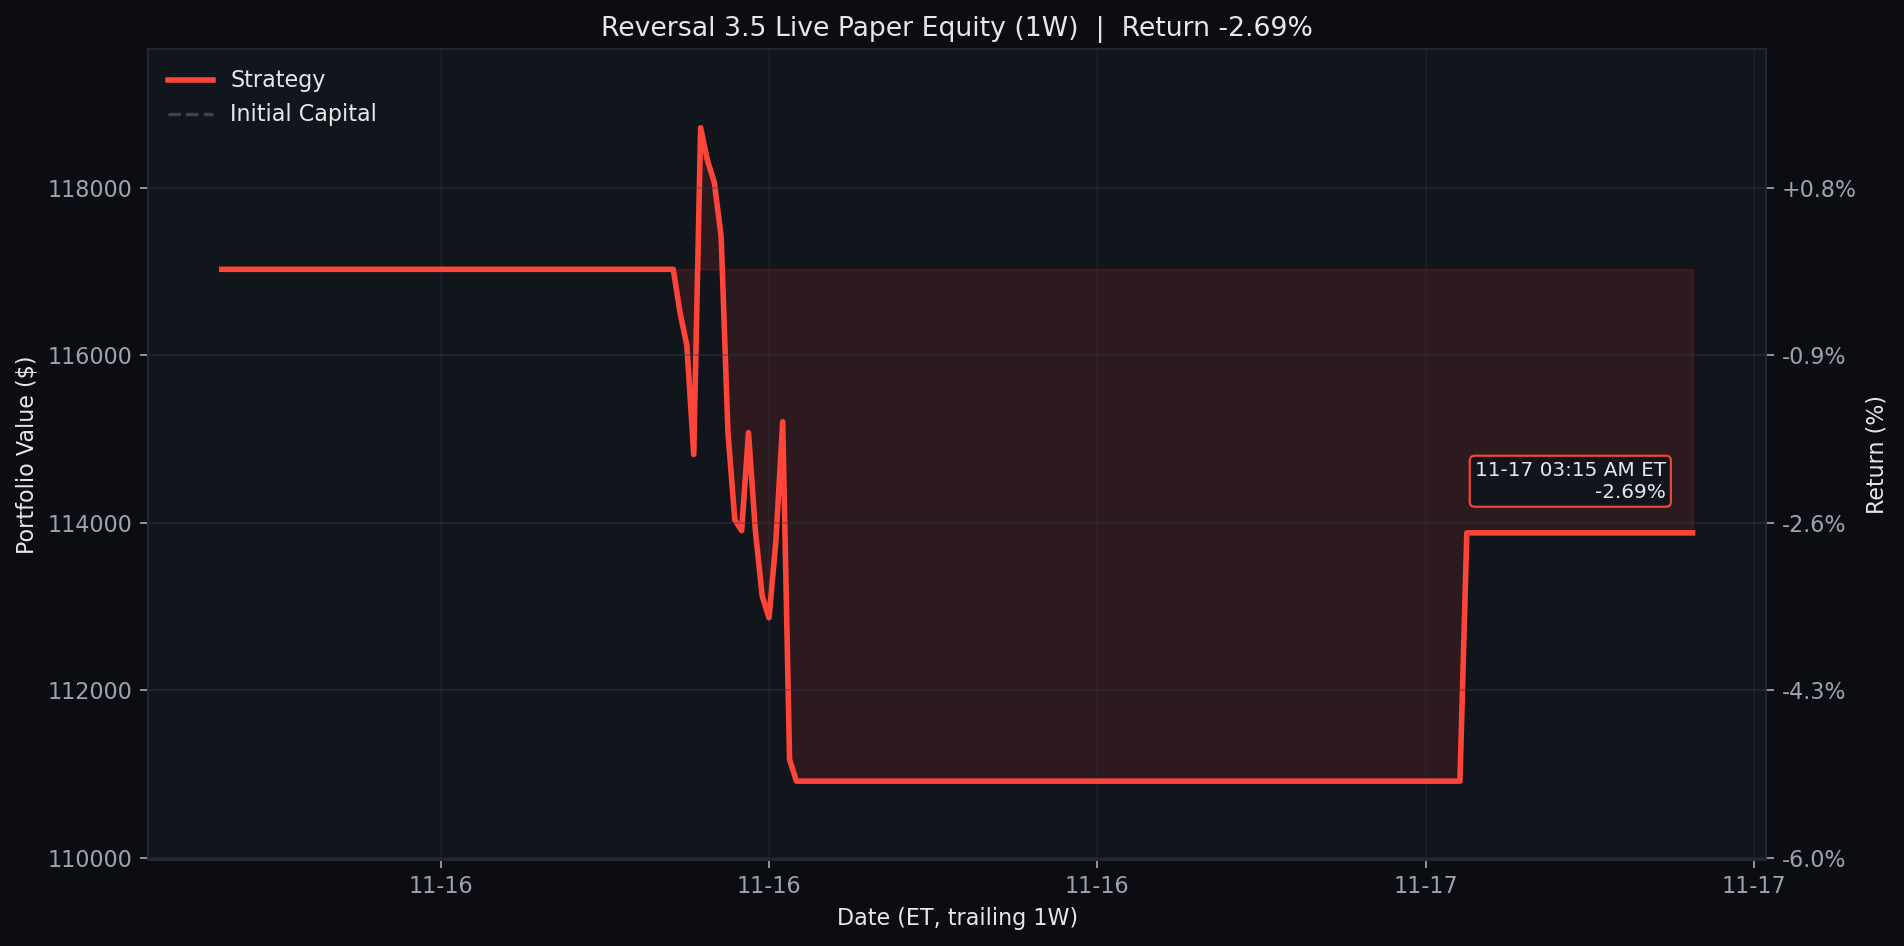 Reversal 3.5 Live Paper Equity (1W) | Return -2.69%
Strategy
Initial Capital
118000
116000
114000
112000
110000
Portfolio Value ($)
+0.8%
-0.9%
-2.6%
-4.3%
-6.0%
Return (%)
11-17 03:15 AM ET
-2.69%
11-16
11-16
11-16
11-17
11-17
Date (ET, trailing 1W)